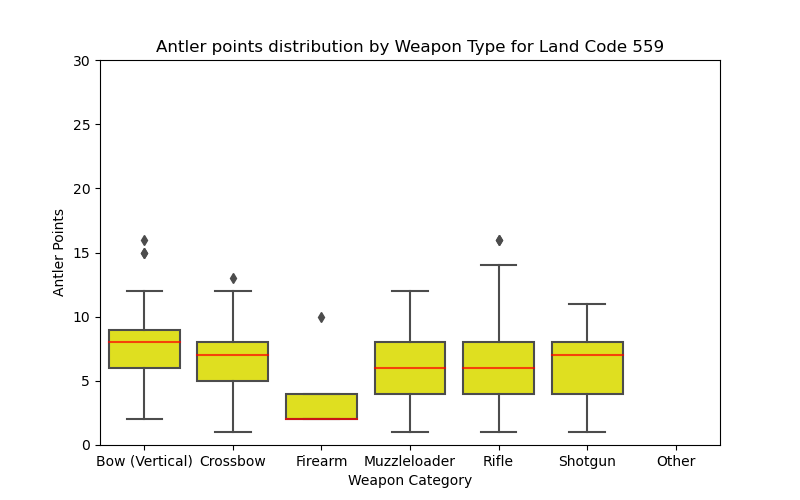 Antler points distribution by Weapon Type for Land Code 559
30
25
20
15
10
5
0
Antler Points
Bow (Vertical) Crossbow Firearm Muzzleloader Rifle Shotgun Other
Weapon Category